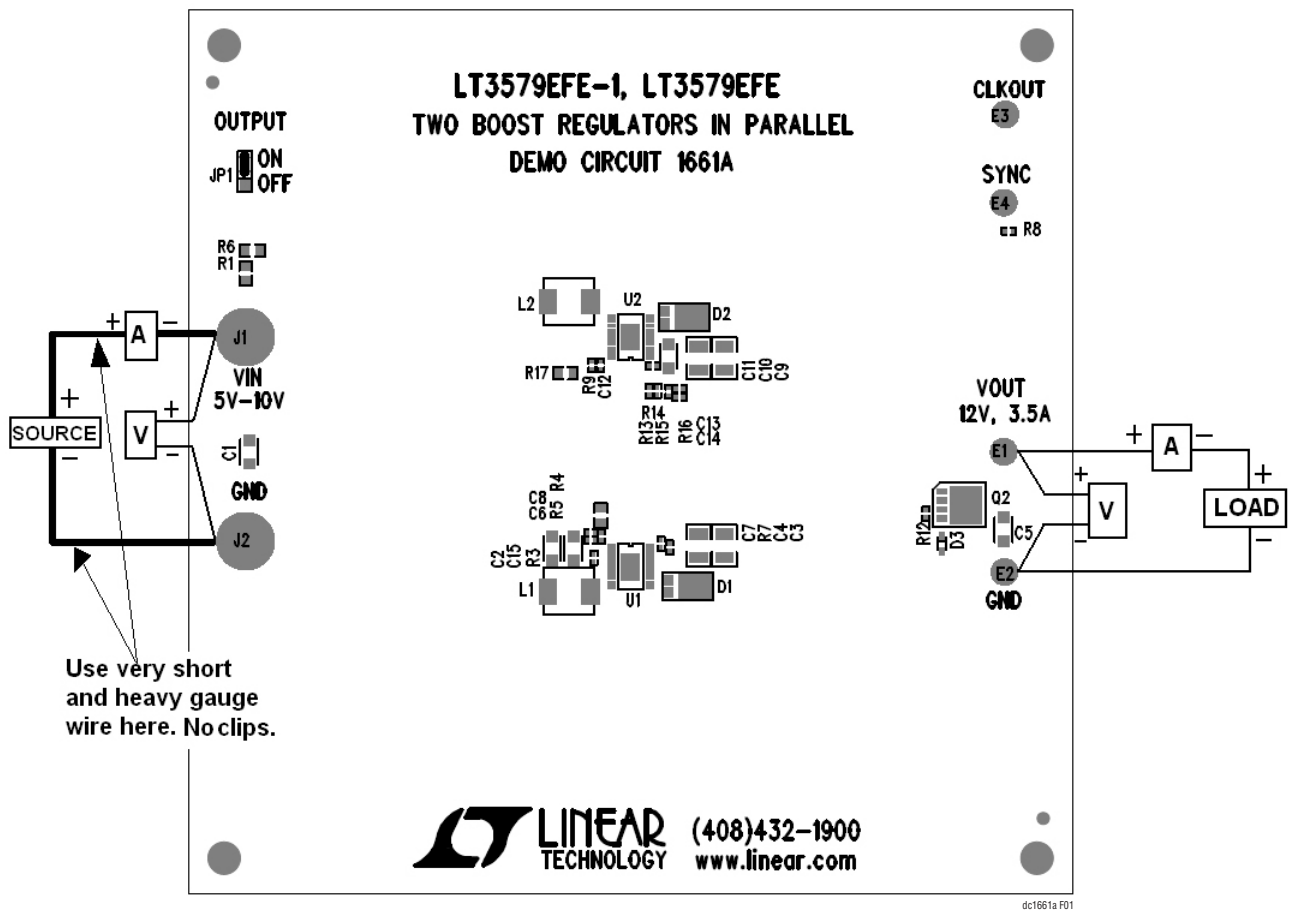 LT3579EFE-1, LT3579EFE
TWO BOOST REGULATORS IN PARALLEL
DEMO CIRCUIT 1661A
OUTPUT
JP1
ON
OFF
CLKOUT
E3
SYNC
E4
R8
R6
R1
+ A -
J1
VIN
5V-10V
+
SOURCE
-
+
V
-
C1
GND
J2
L2
U2
D2
R17
R9
C12
C11
C10
C9
R14
R13
R15
R16
C13
C14
VOUT
12V, 3.5A
E1
+ A -
+
V
-
+
LOAD
-
R12
D3
Q2
C5
E2
GND
C8
C6
R4
R5
C2
C15
R3
C7
R7
C4
C3
L1
U1
D1
Use very short
and heavy gauge
wire here. No clips.
LINEAR
TECHNOLOGY
(408)432-1900
www.linear.com
dc1661a F01